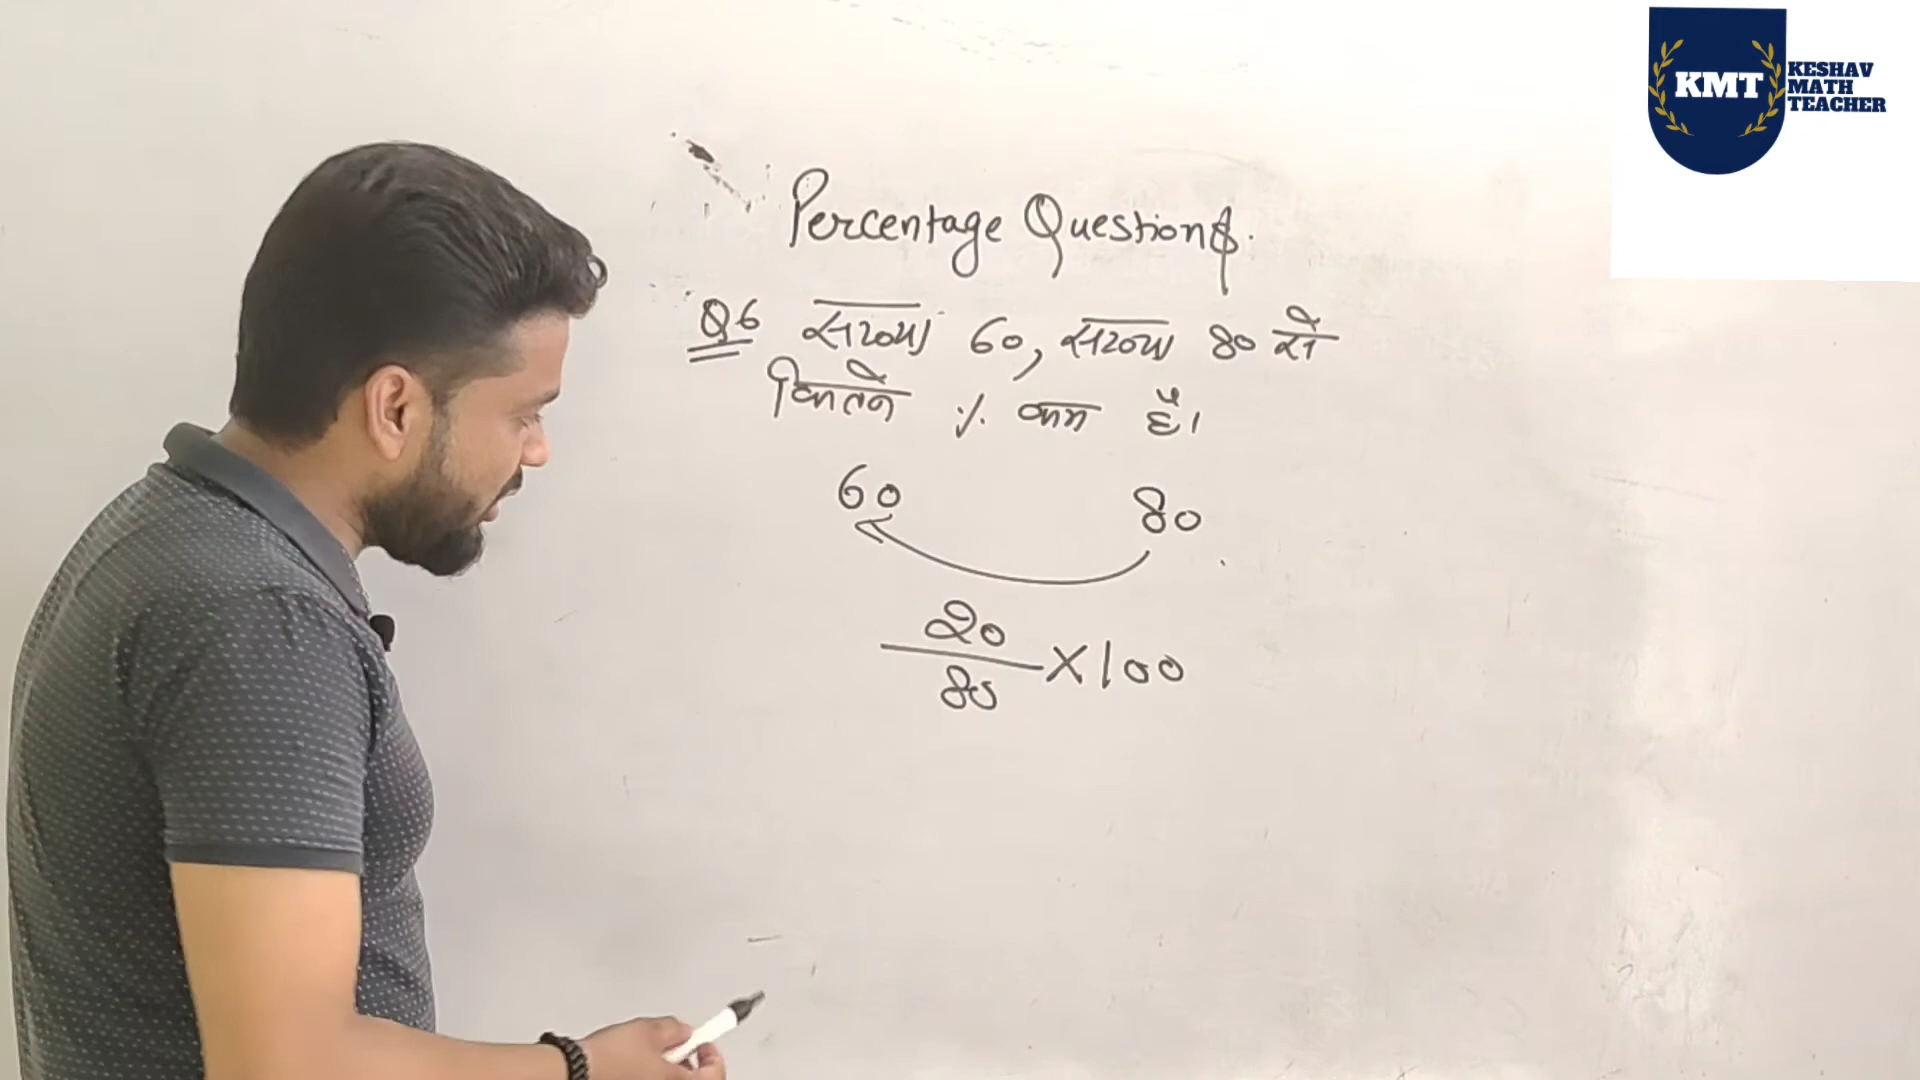 KMT
KESHAV
MATH
TEACHER
Percentage Questions.
Q6 संख्या 60, संख्या 80 से
कितने % कम है।
60 80
20
80 ×100